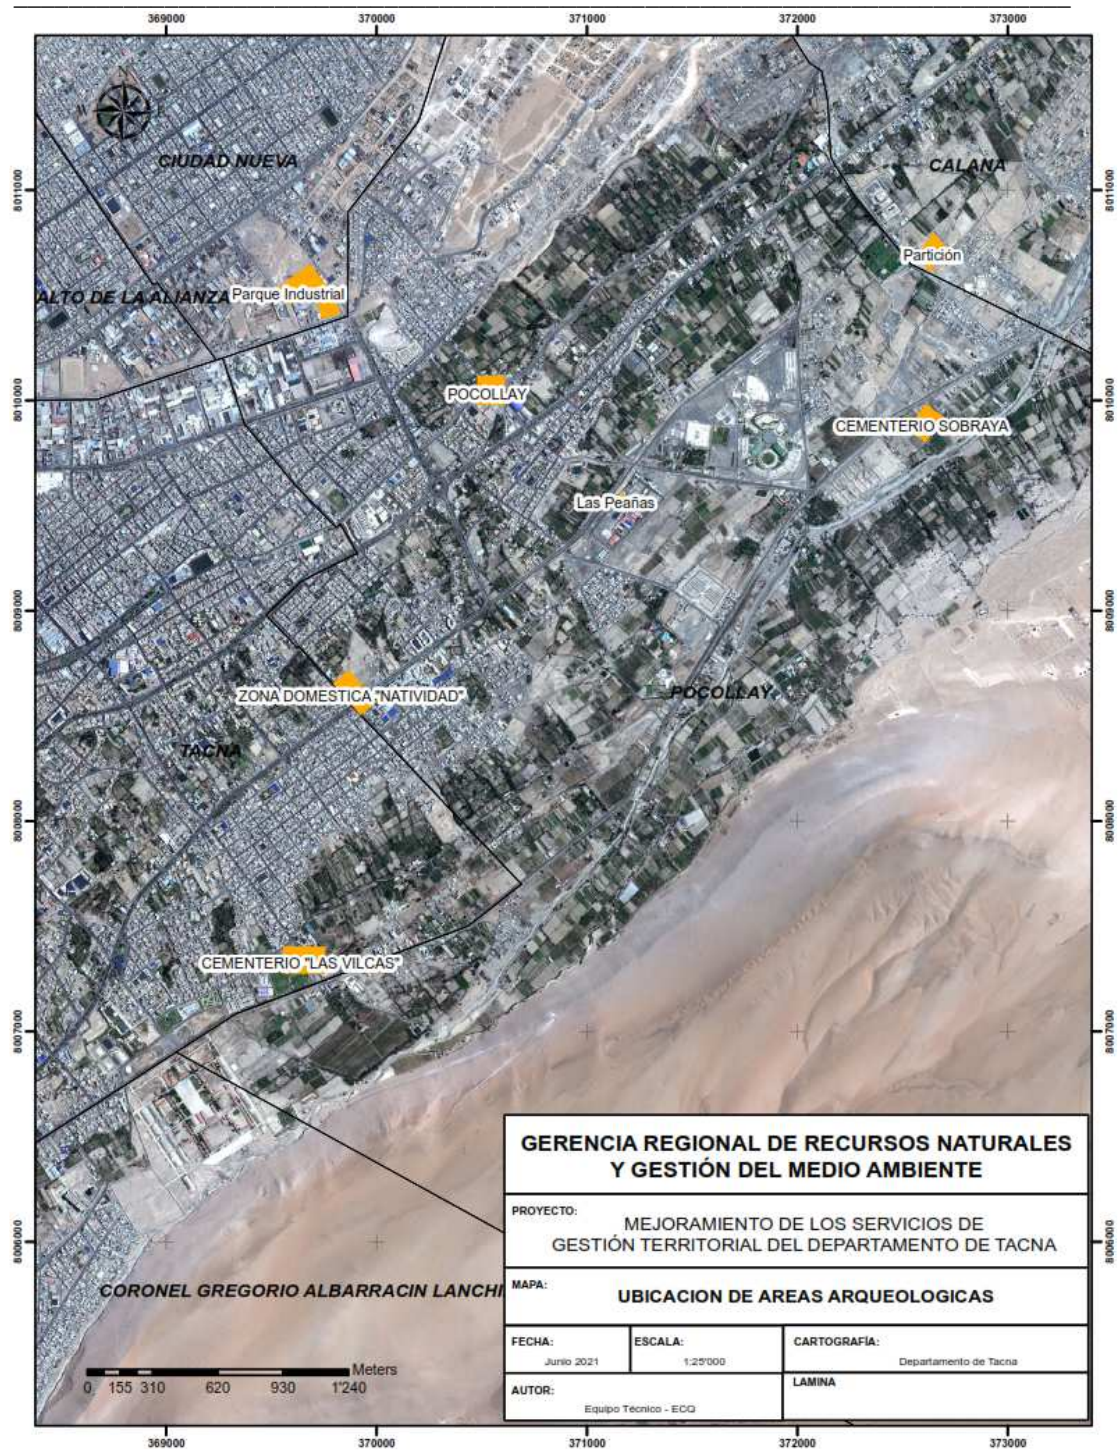 369000 370000 371000 372000 373000
8011000 8011000
8010000 8010000
8009000 8009000
8008000 8008000
8007000 8007000
8006000 8006000
CIUDAD NUEVA
CALANA
Partición
ALTO DE LA ALIANZA
Parque Industrial
POCOLLAY
CEMENTERIO SOBRAYA
Las Peañas
ZONA DOMESTICA "NATIVIDAD"
POCOLLAY
TACNA
CEMENTERIO "LAS VILCAS"
CORONEL GREGORIO ALBARRACIN LANCHI
GERENCIA REGIONAL DE RECURSOS NATURALES
Y GESTIÓN DEL MEDIO AMBIENTE
PROYECTO:
MEJORAMIENTO DE LOS SERVICIOS DE
GESTIÓN TERRITORIAL DEL DEPARTAMENTO DE TACNA
MAPA:
UBICACION DE AREAS ARQUEOLOGICAS
FECHA:
Junio 2021
ESCALA:
1:25'000
CARTOGRAFÍA:
Departamento de Tacna
AUTOR:
Equipo Técnico - ECQ
LAMINA
Meters
0 155 310 620 930 1'240
369000 370000 371000 372000 373000